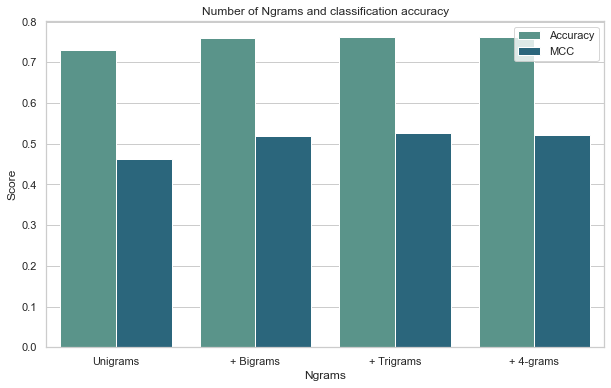 Number of Ngrams and classification accuracy
Accuracy
MCC
0.8
0.7
0.6
0.5
0.4
0.3
0.2
0.1
0.0
Score
Unigrams
+ Bigrams
+ Trigrams
+ 4-grams
Ngrams